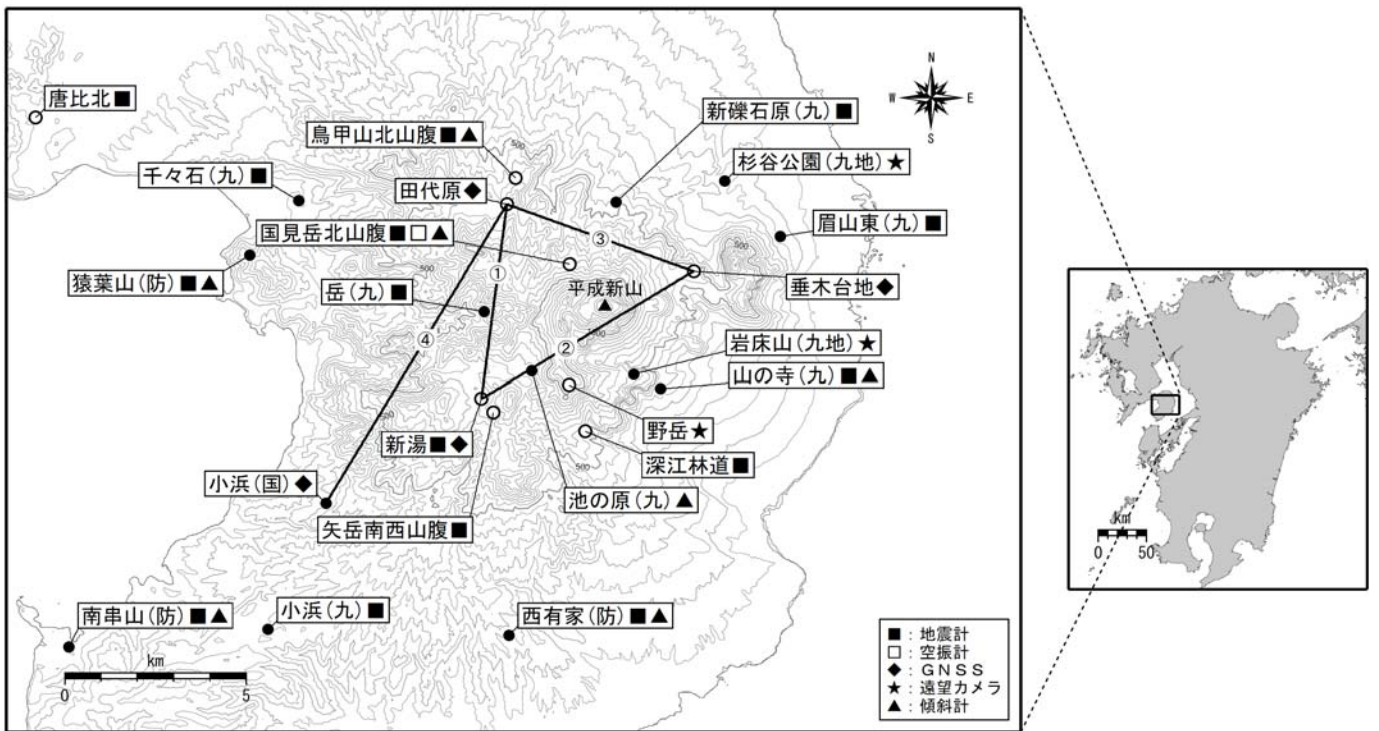 唐比北■
鳥甲山北山腹■▲
新礫石原(九)■
N
W E
S
千々石(九)■
田代原◆
杉谷公園(九地)★
国見岳北山腹■□▲
眉山東(九)■
猿葉山(防)■▲
岳(九)■
平成新山
▲
垂木台地◆
①
②
③
④
岩床山(九地)★
山の寺(九)■▲
新湯■◆
野岳★
深江林道■
小浜(国)◆
池の原(九)▲
矢岳南西山腹■
南串山(防)■▲
小浜(九)■
西有家(防)■▲
500
500
500
500
500
500
km
0 5
■：地震計
□：空振計
◆：GNSS
★：遠望カメラ
▲：傾斜計
km
0 50